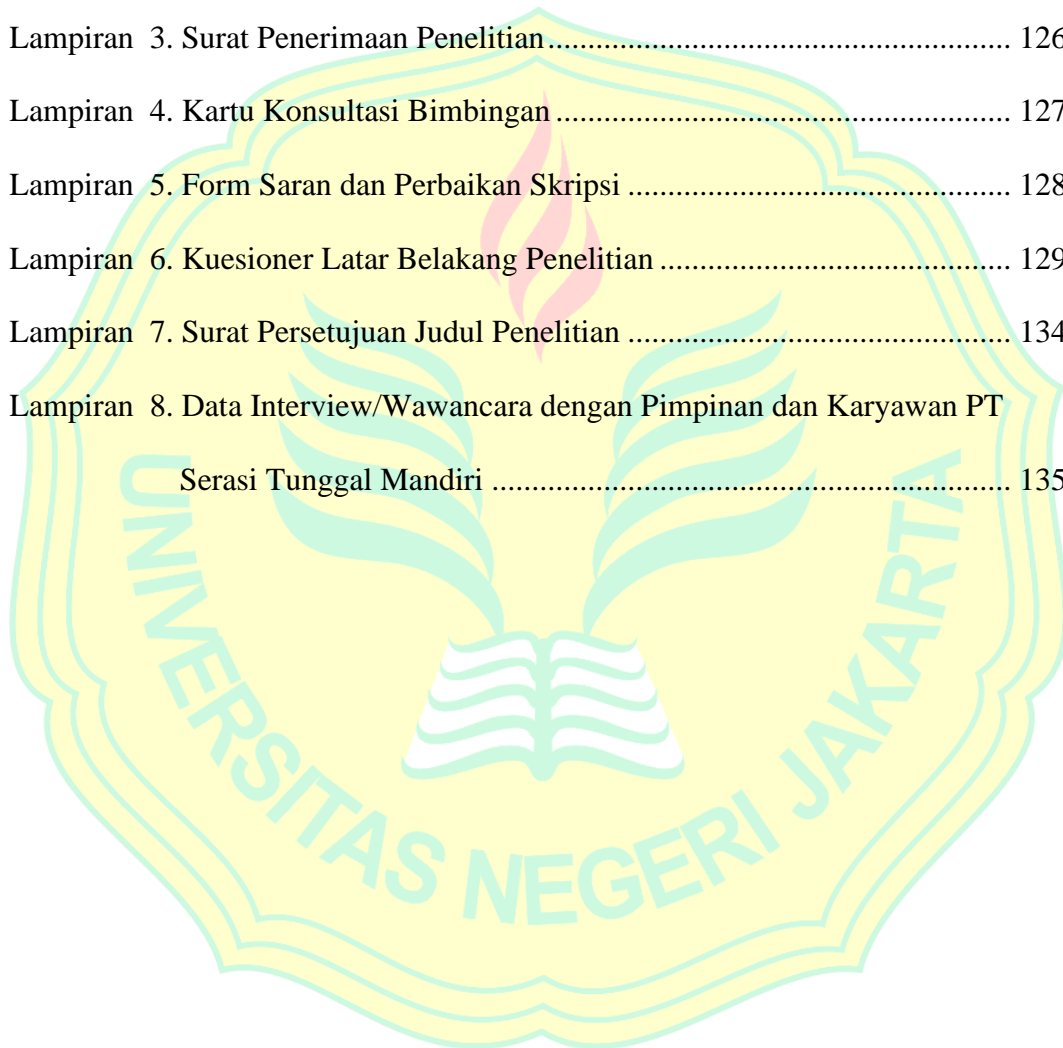 Lampiran 3. Surat Penerimaan Penelitian.............................................................. 126
Lampiran 4. Kartu Konsultasi Bimbingan ............................................................. 127
Lampiran 5. Form Saran dan Perbaikan Skripsi ................................................... 128
Lampiran 6. Kuesioner Latar Belakang Penelitian ............................................... 129
Lampiran 7. Surat Persetujuan Judul Penelitian ................................................... 134
Lampiran 8. Data Interview/Wawancara dengan Pimpinan dan Karyawan PT
Serasi Tunggal Mandiri ...................................................................... 135
UNIVERSITAS NEGERI JAKARTA